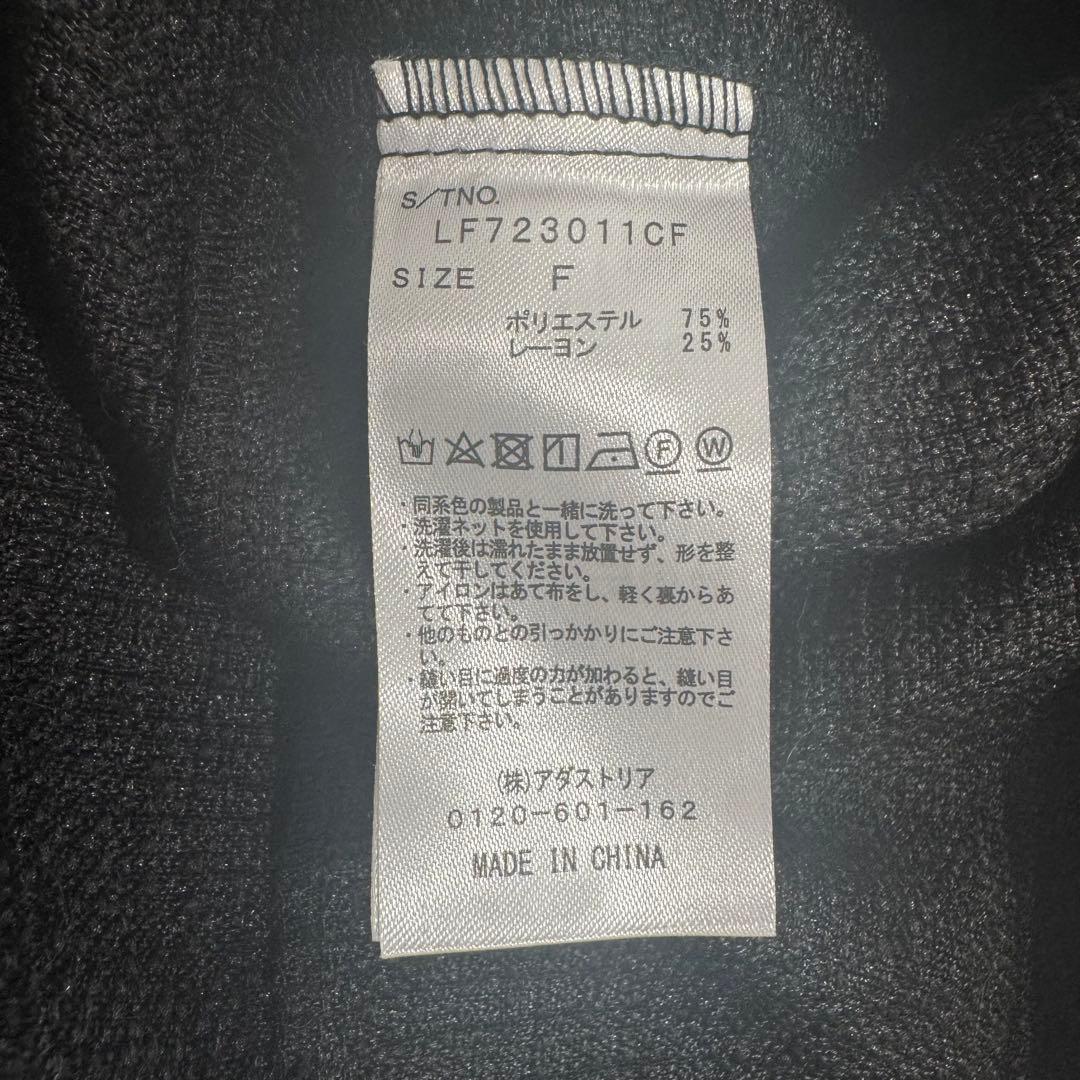 S/TNO.
LF723011CF
SIZE F
ポリエステル 75%
レーヨン 25%
F W
・同系色の製品と一緒に洗って下さい。
・洗濯ネットを使用して下さい。
・洗濯後は濡れたまま放置せず、形を整
えて干してください。
・アイロンはあて布をし、軽く裏からあ
てて下さい。
・他のものとの引っかかりにご注意下さ
い。
・縫い目に過度の力が加わると、縫い目
が開いてしまうことがありますのでご
注意下さい。
(株)アダストリア
0120-601-162
MADE IN CHINA